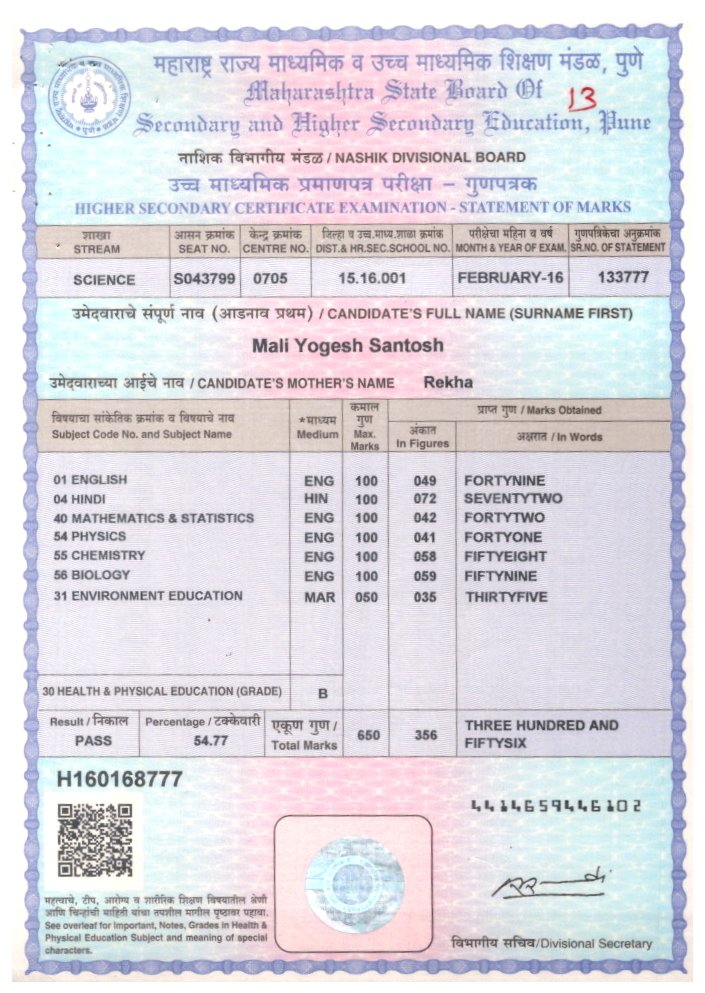 महाराष्ट्र राज्य माध्यमिक व उच्च माध्यमिक शिक्षण मंडळ, पुणे
Maharashtra State Board Of
13
Secondary and Higher Secondary Education, Pune
नाशिक विभागीय मंडळ / NASHIK DIVISIONAL BOARD
उच्च माध्यमिक प्रमाणपत्र परीक्षा – गुणपत्रक
HIGHER SECONDARY CERTIFICATE EXAMINATION - STATEMENT OF MARKS
शाखा आसन क्रमांक केन्द्र क्रमांक जिल्हा व उच्च.माध्य.शाळा क्रमांक परीक्षेचा महिना व वर्ष गुणपत्रिकेचा अनुक्रमांक
STREAM SEAT NO. CENTRE NO. DIST.& HR.SEC.SCHOOL NO. MONTH & YEAR OF EXAM. SR.NO. OF STATEMENT
SCIENCE S043799 0705 15.16.001 FEBRUARY-16 133777
उमेदवाराचे संपूर्ण नाव (आडनाव प्रथम) / CANDIDATE'S FULL NAME (SURNAME FIRST)
Mali Yogesh Santosh
उमेदवाराच्या आईचे नाव / CANDIDATE'S MOTHER'S NAME Rekha
विषयाचा सांकेतिक क्रमांक व विषयाचे नाव
Subject Code No. and Subject Name
*माध्यम
Medium
कमाल
गुण
Max.
Marks
प्राप्त गुण / Marks Obtained
अंकात
In Figures
अक्षरात / In Words
01 ENGLISH ENG 100 049 FORTYNINE
04 HINDI HIN 100 072 SEVENTYTWO
40 MATHEMATICS & STATISTICS ENG 100 042 FORTYTWO
54 PHYSICS ENG 100 041 FORTYONE
55 CHEMISTRY ENG 100 058 FIFTYEIGHT
56 BIOLOGY ENG 100 059 FIFTYNINE
31 ENVIRONMENT EDUCATION MAR 050 035 THIRTYFIVE
30 HEALTH & PHYSICAL EDUCATION (GRADE) B
Result / निकाल Percentage / टक्केवारी एकूण गुण /
PASS 54.77 Total Marks 650 356 THREE HUNDRED AND
FIFTYSIX
H160168777
4414659446102
महत्वाचे, टीप, आरोग्य व शारीरिक शिक्षण विषयातील श्रेणी
आणि चिन्हांची माहिती यांचा तपशील मागील पृष्ठावर पहावा.
See overleaf for Important, Notes, Grades in Health &
Physical Education Subject and meaning of special
characters.
विभागीय सचिव/Divisional Secretary